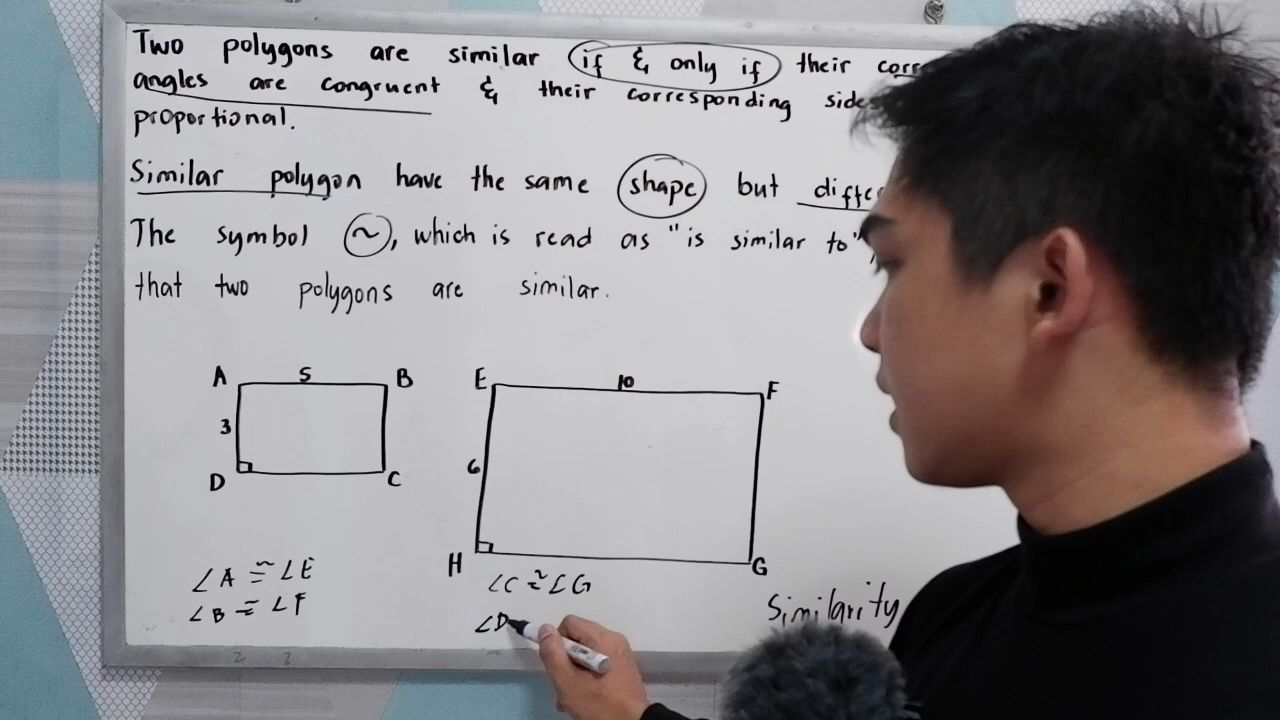 Two polygons are similar if & only if their corr
angles are congruent & their corresponding sides
proportional.
Similar polygon have the same shape but diffe
The symbol ~, which is read as "is similar to",
that two polygons are similar.
A 5 B
3
D C
E 10 F
6
H G
∠A ≅ ∠E
∠B ≅ ∠F
∠C ≅ ∠G
∠D
Similarity